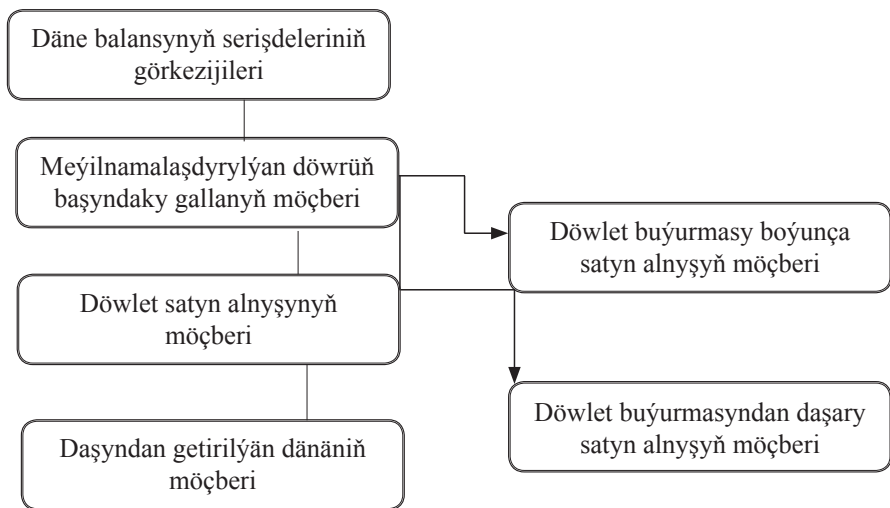 Däne balansynyň serişdeleriniň
görkezijileri
Meýilnamalaşdyrylýan döwrüň
başyndaky gallanyň möçberi
Döwlet satyn alnyşynyň
möçberi
Daşyndan getirilýän dänäniň
möçberi
Döwlet buýurmasy boýunça
satyn alnyşyň möçberi
Döwlet buýurmasyndan daşary
satyn alnyşyň möçberi